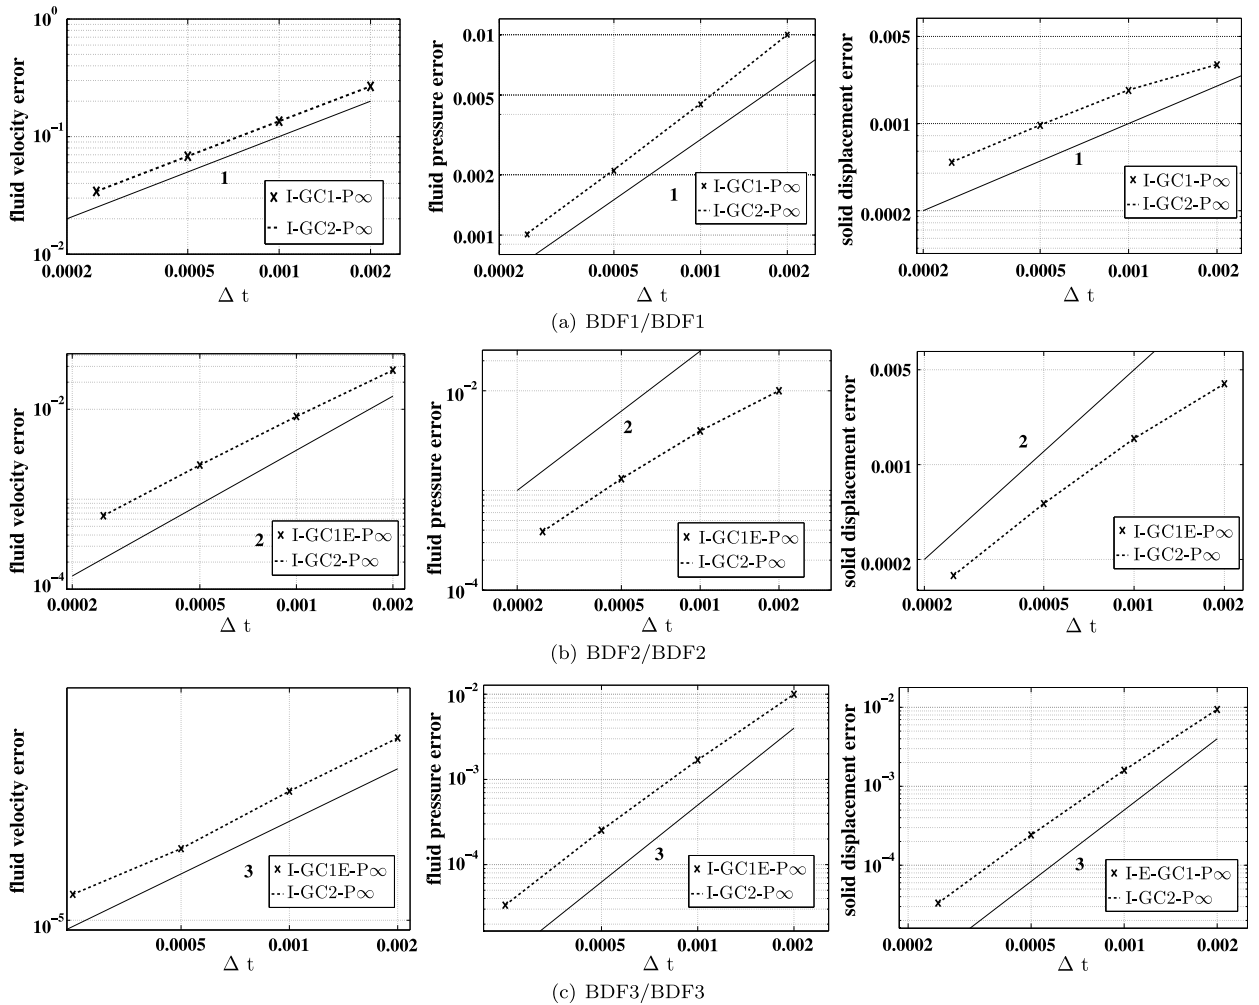 fluid velocity error
10^0
10^-1
10^-2
1
I-GC1-P∞
I-GC2-P∞
0.0002 0.0005 0.001 0.002
Δ t
fluid pressure error
0.01
0.005
0.002
0.001
1
I-GC1-P∞
I-GC2-P∞
0.0002 0.0005 0.001 0.002
Δ t
solid displacement error
0.005
0.001
0.0002
1
I-GC1-P∞
I-GC2-P∞
0.0002 0.0005 0.001 0.002
Δ t
(a) BDF1/BDF1
fluid velocity error
10^-2
10^-4
2
I-GC1E-P∞
I-GC2-P∞
0.0002 0.0005 0.001 0.002
Δ t
fluid pressure error
10^-2
10^-4
2
I-GC1E-P∞
I-GC2-P∞
0.0002 0.0005 0.001 0.002
Δ t
solid displacement error
0.005
0.001
0.0002
2
I-GC1E-P∞
I-GC2-P∞
0.0002 0.0005 0.001 0.002
Δ t
(b) BDF2/BDF2
fluid velocity error
10^-5
3
I-GC1E-P∞
I-GC2-P∞
0.0005 0.001 0.002
Δ t
fluid pressure error
10^-2
10^-3
10^-4
3
I-GC1E-P∞
I-GC2-P∞
0.0005 0.001 0.002
Δ t
solid displacement error
10^-2
10^-3
10^-4
3
I-E-GC1-P∞
I-GC2-P∞
0.0002 0.0005 0.001 0.002
Δ t
(c) BDF3/BDF3